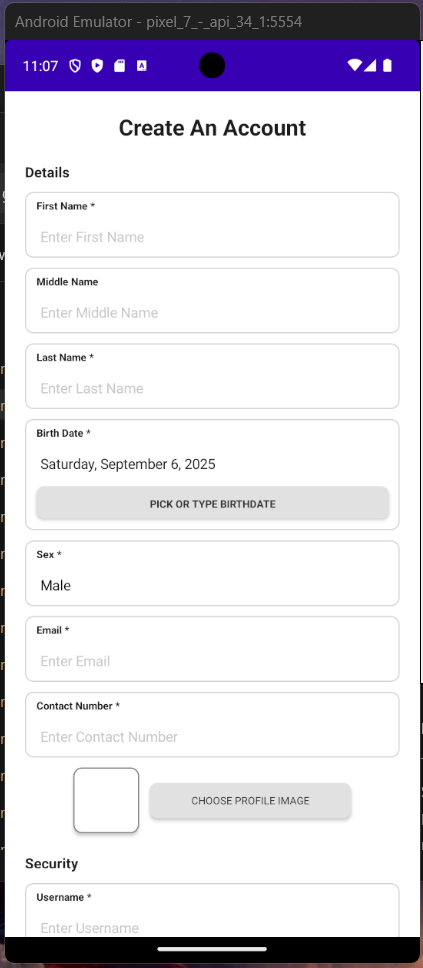 Android Emulator - pixel_7_-_api_34_1:5554
11:07
Create An Account
Details
First Name *
Enter First Name
Middle Name
Enter Middle Name
Last Name *
Enter Last Name
Birth Date *
Saturday, September 6, 2025
PICK OR TYPE BIRTHDATE
Sex *
Male
Email *
Enter Email
Contact Number *
Enter Contact Number
CHOOSE PROFILE IMAGE
Security
Username *
Enter Username